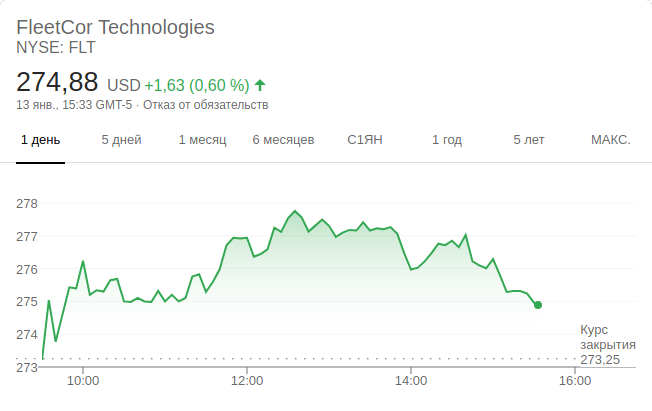 FleetCor Technologies
NYSE: FLT
274,88 USD +1,63 (0,60 %)
13 янв., 15:33 GMT-5 · Отказ от обязательств
1 день 5 дней 1 месяц 6 месяцев С1ЯН 1 год 5 лет МАКС.
278
277
276
275
274
273
Курс
закрытия
273,25
10:00 12:00 14:00 16:00